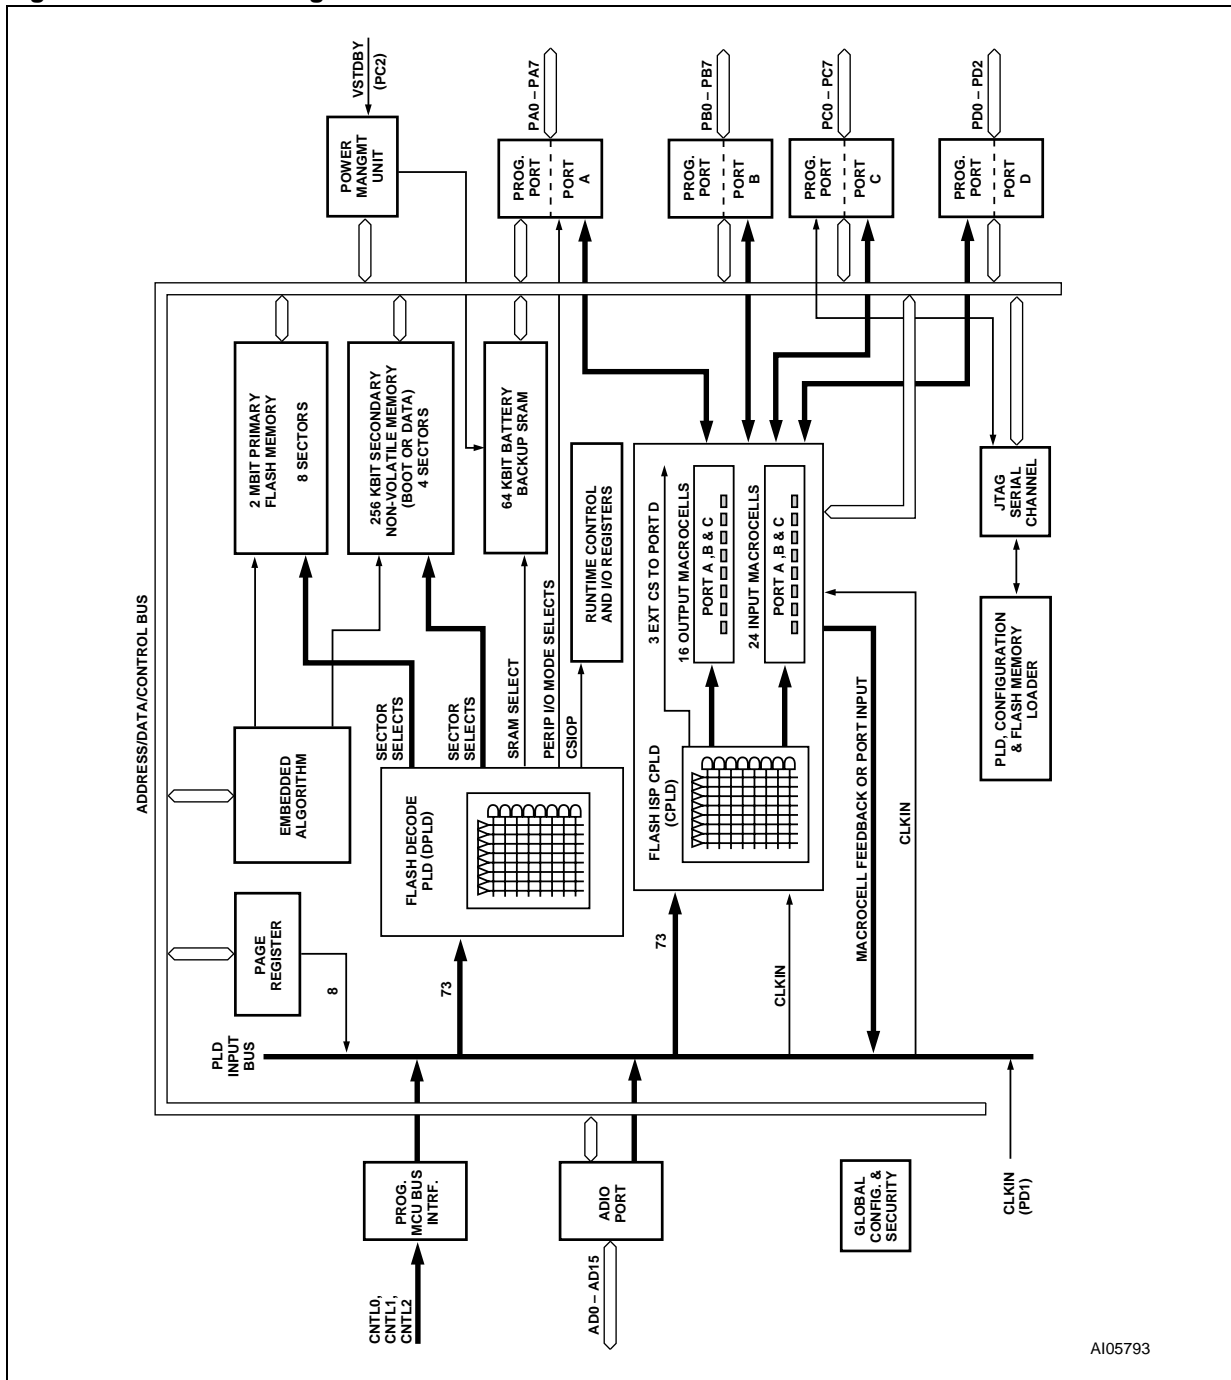 VSTDBY
(PC2)
PA0 – PA7
PB0 – PB7
PC0 – PC7
PD0 – PD2
POWER
MANGMT
UNIT
PROG.
PORT
PORT
A
PROG.
PORT
PORT
B
PROG.
PORT
PORT
C
PROG.
PORT
PORT
D
ADDRESS/DATA/CONTROL BUS
2 MBIT PRIMARY
FLASH MEMORY
8 SECTORS
256 KBIT SECONDARY
NON-VOLATILE MEMORY
(BOOT OR DATA)
4 SECTORS
64 KBIT BATTERY
BACKUP SRAM
RUNTIME CONTROL
AND I/O REGISTERS
3 EXT CS TO PORT D
16 OUTPUT MACROCELLS
PORT A ,B & C
24 INPUT MACROCELLS
PORT A ,B & C
JTAG
SERIAL
CHANNEL
PLD, CONFIGURATION
& FLASH MEMORY
LOADER
EMBEDDED
ALGORITHM
SECTOR
SELECTS
SECTOR
SELECTS
SRAM SELECT
PERIP I/O MODE SELECTS
CSIOP
FLASH DECODE
PLD (DPLD)
FLASH ISP CPLD
(CPLD)
MACROCELL FEEDBACK OR PORT INPUT
CLKIN
PAGE
REGISTER
8
73
73
CLKIN
PLD
INPUT
BUS
PROG.
MCU BUS
INTRF.
ADIO
PORT
GLOBAL
CONFIG. &
SECURITY
CLKIN
(PD1)
CNTL0,
CNTL1,
CNTL2
AD0 – AD15
AI05793